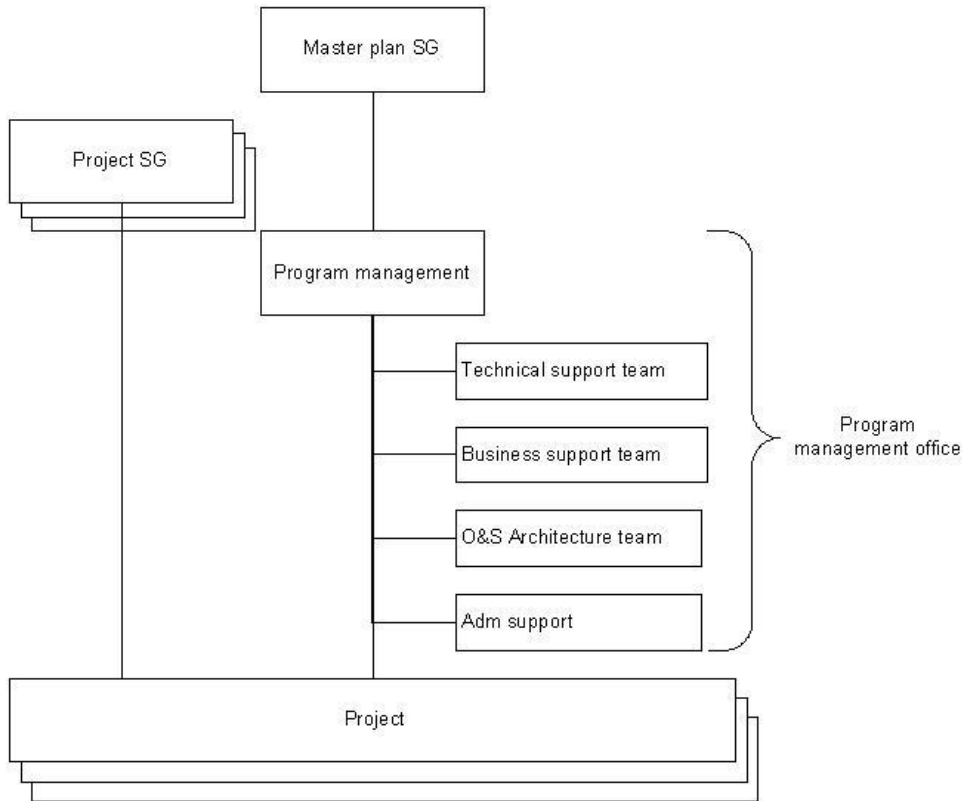 Master plan SG
Project SG
Program management
Technical support team
Business support team
O&S Architecture team
Adm support
Program
management office
Project